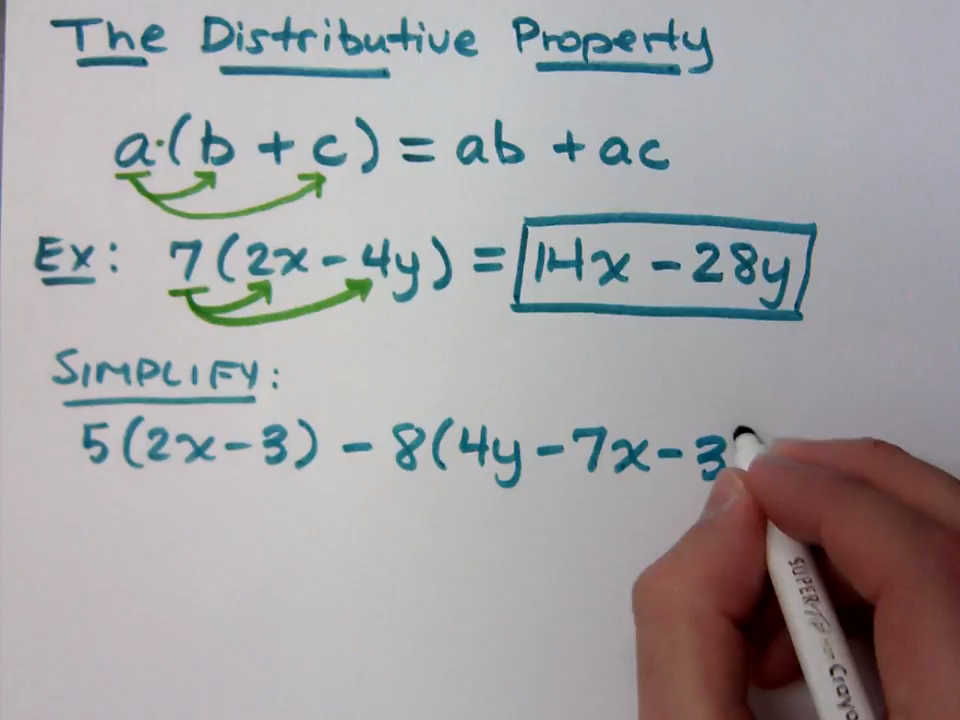 The Distributive Property
a·(b + c) = ab + ac
Ex: 7(2x - 4y) = 14x - 28y
SIMPLIFY:
5(2x - 3) - 8(4y - 7x - 3
SUPER
Crayo